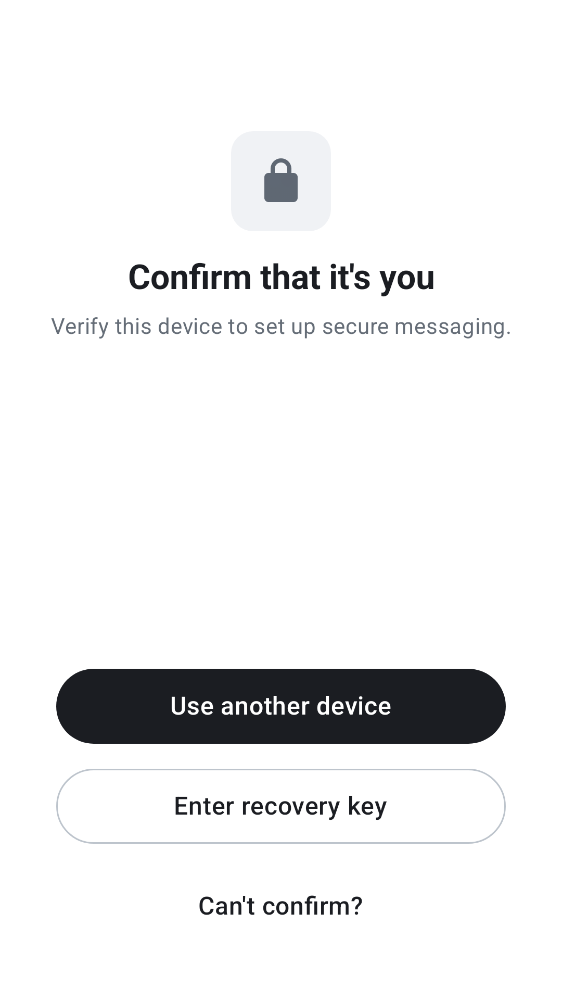 Confirm that it's you
Verify this device to set up secure messaging.
Use another device
Enter recovery key
Can't confirm?